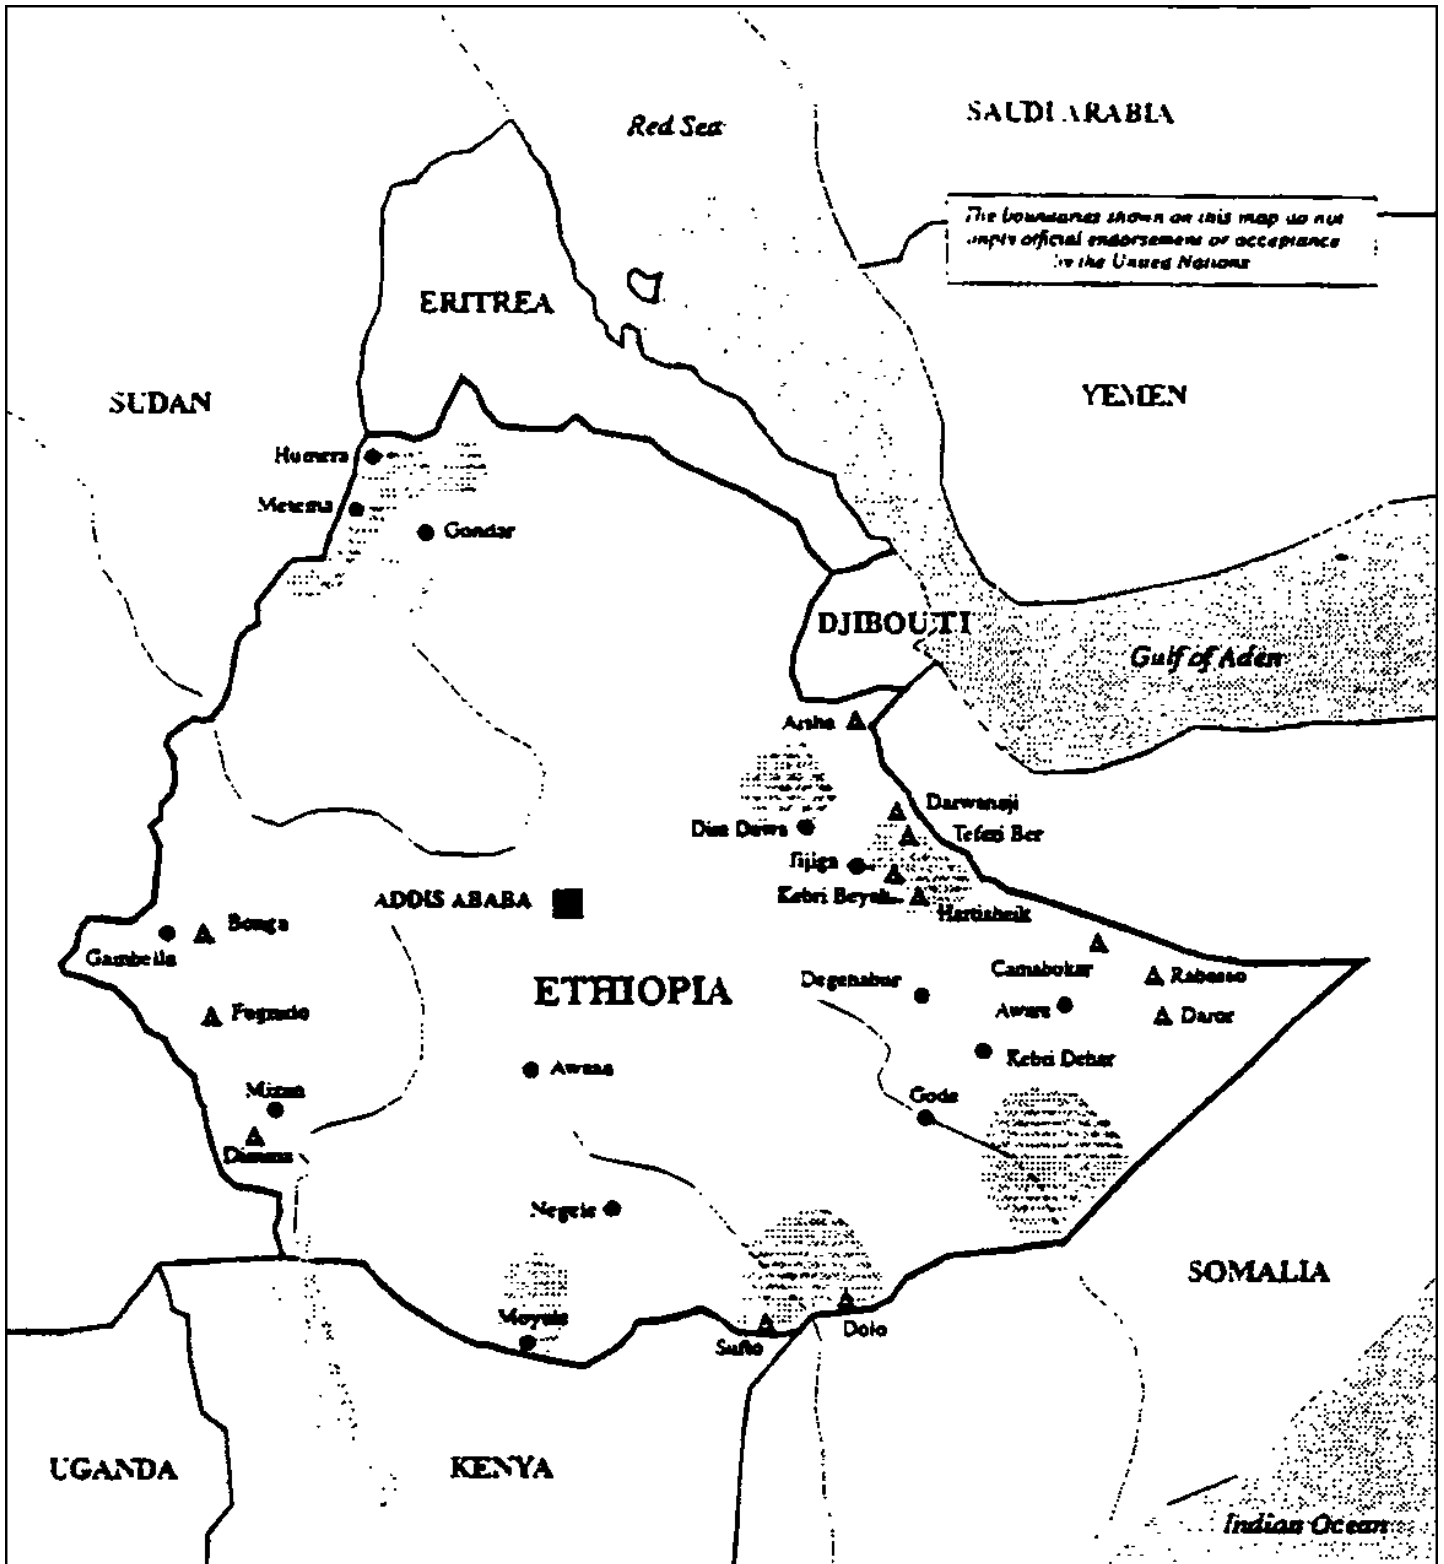 Red Sea
SAUDI ARABIA
The boundaries shown on this map do not
imply official endorsement or acceptance
by the United Nations
ERITREA
SUDAN
YEMEN
Humera
Metema
Gondar
DJIBOUTI
Gulf of Aden
Aisha
Darwanaji
Dire Dawa
Teferi Ber
Jijiga
Kebri Beyah
Hartisheik
ADDIS ABABA
Bonga
Gambella
Camabokar
Rabasso
ETHIOPIA
Degehabur
Aware
Daror
Fugnido
Kebri Dehar
Awasa
Mizan
Gode
Dimma
Negele
SOMALIA
Moyale
Suftu
Dolo
UGANDA
KENYA
Indian Ocean